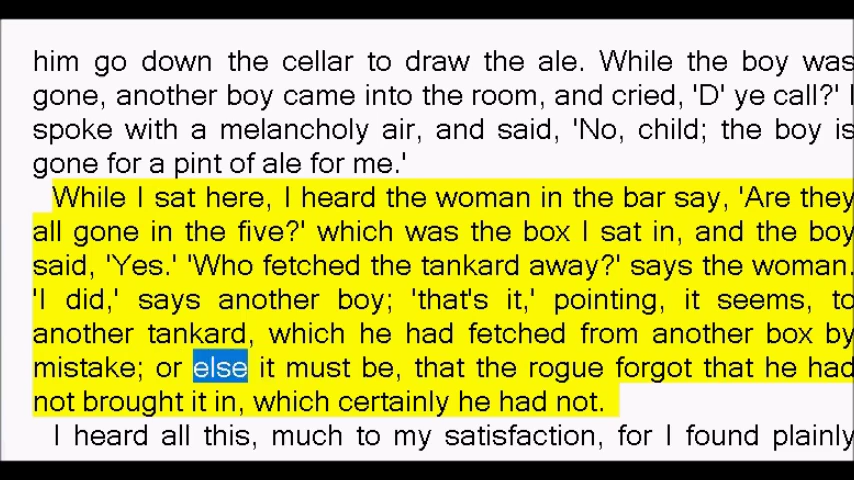 him go down the cellar to draw the ale. While the boy was
gone, another boy came into the room, and cried, 'D' ye call?' I
spoke with a melancholy air, and said, 'No, child; the boy is
gone for a pint of ale for me.'
While I sat here, I heard the woman in the bar say, 'Are they
all gone in the five?' which was the box I sat in, and the boy
said, 'Yes.' 'Who fetched the tankard away?' says the woman.
'I did,' says another boy; 'that's it,' pointing, it seems, to
another tankard, which he had fetched from another box by
mistake; or else it must be, that the rogue forgot that he had
not brought it in, which certainly he had not.
I heard all this, much to my satisfaction, for I found plainly